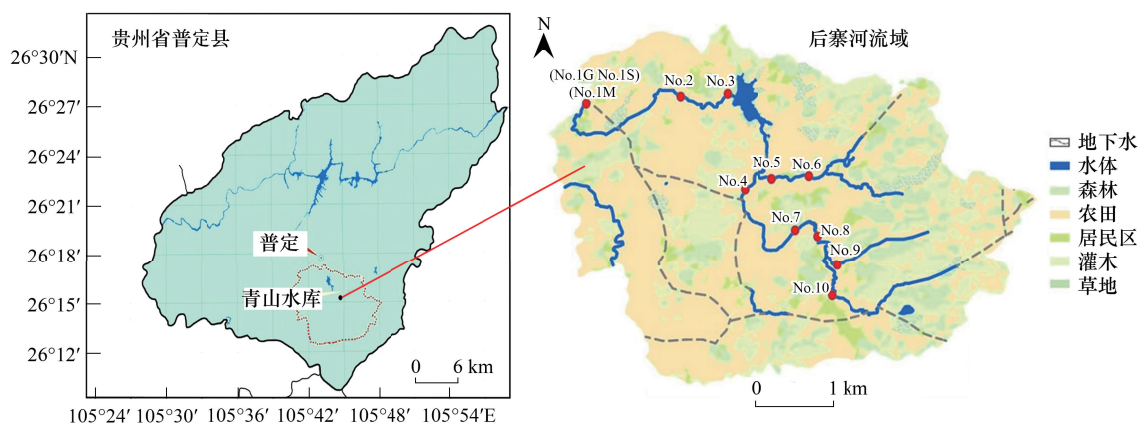 贵州省普定县
26°30′N
26°27′
26°24′
26°21′
26°18′
26°15′
26°12′
普定
青山水库
0 6 km
105°24′ 105°30′ 105°36′ 105°42′ 105°48′ 105°54′E
N
后寨河流域
(No.1G No.1S)
(No.1M
No.2
No.3
No.4
No.5
No.6
No.7
No.8
No.9
No.10
0 1 km
地下水
水体
森林
农田
居民区
灌木
草地